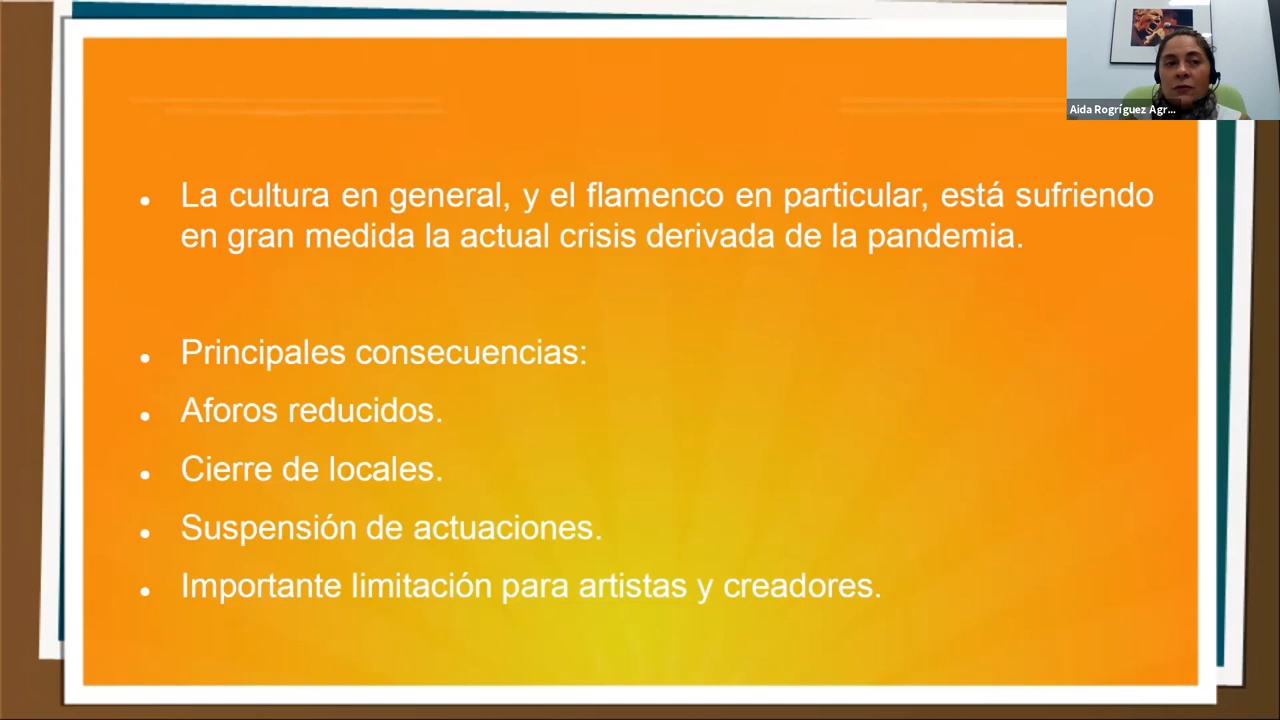 Aida Rogríguez Agr...
La cultura en general, y el flamenco en particular, está sufriendo
en gran medida la actual crisis derivada de la pandemia.
Principales consecuencias:
Aforos reducidos.
Cierre de locales.
Suspensión de actuaciones.
Importante limitación para artistas y creadores.